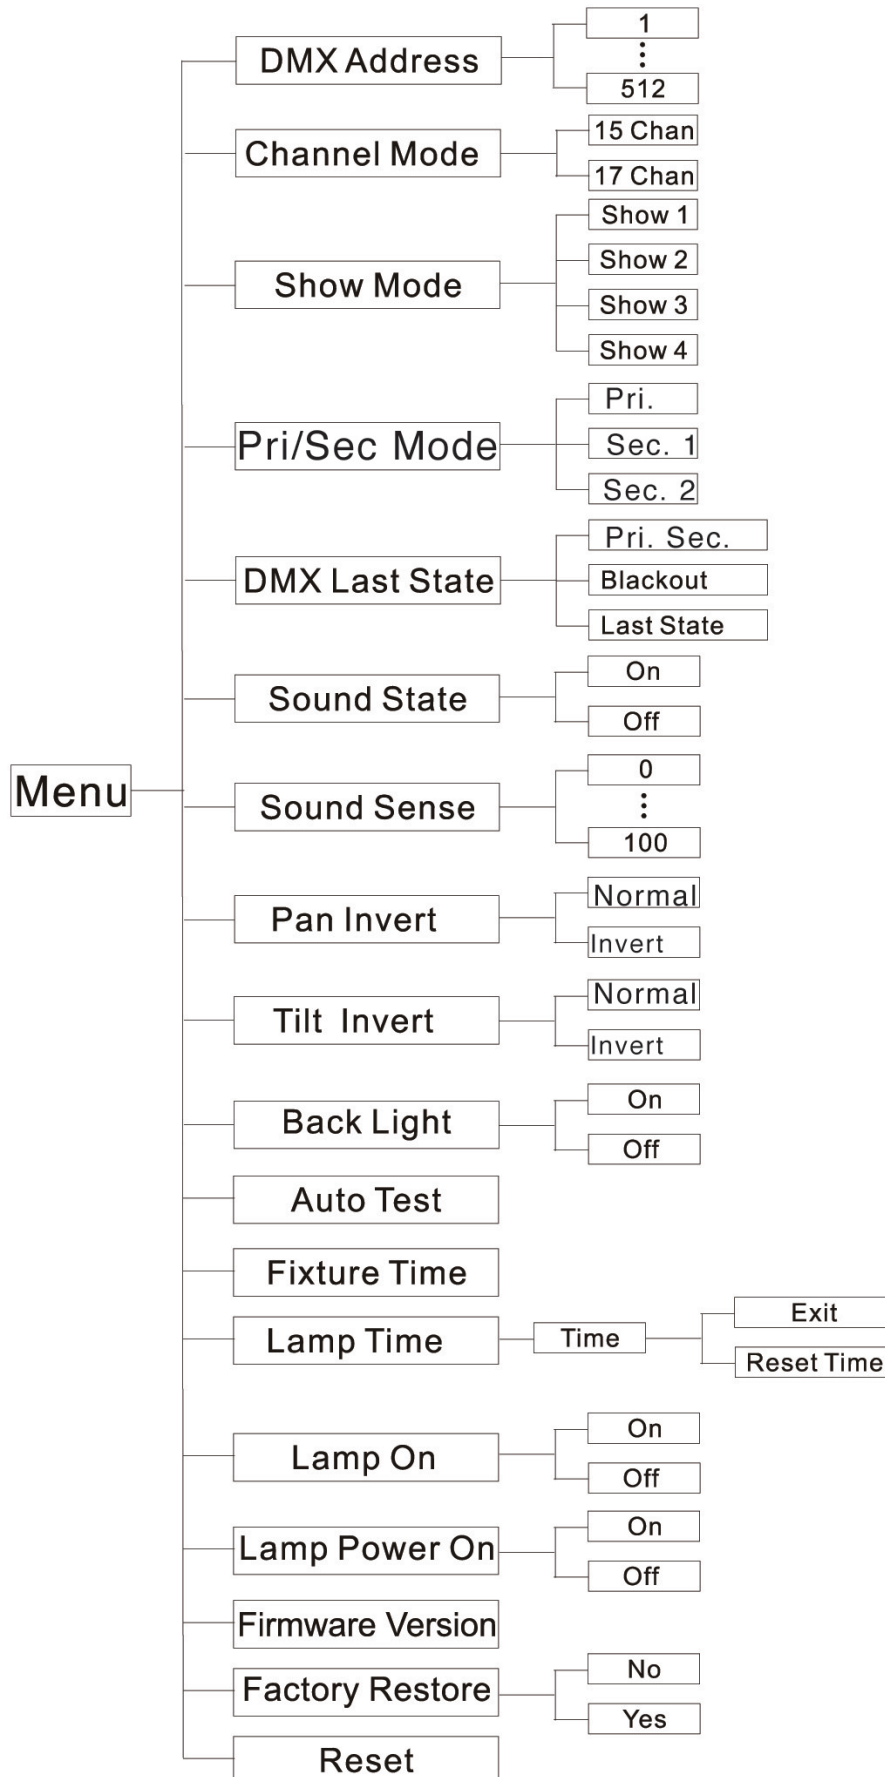 Menu
DMX Address
1
512
Channel Mode
15 Chan
17 Chan
Show Mode
Show 1
Show 2
Show 3
Show 4
Pri/Sec Mode
Pri.
Sec. 1
Sec. 2
DMX Last State
Pri. Sec.
Blackout
Last State
Sound State
On
Off
Sound Sense
0
100
Pan Invert
Normal
Invert
Tilt Invert
Normal
Invert
Back Light
On
Off
Auto Test
Fixture Time
Lamp Time
Time
Exit
Reset Time
Lamp On
On
Off
Lamp Power On
On
Off
Firmware Version
Factory Restore
No
Yes
Reset